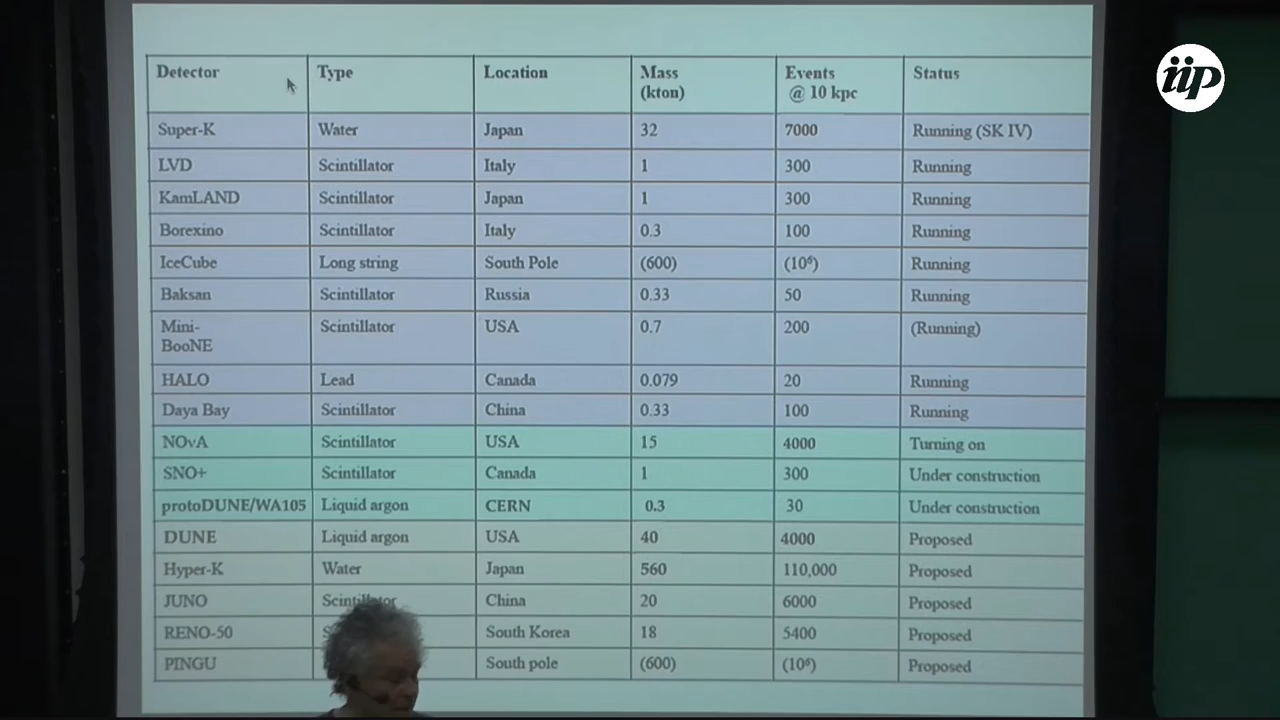 iip
Detector Type Location Mass (kton) Events @ 10 kpc Status
Super-K Water Japan 32 7000 Running (SK IV)
LVD Scintillator Italy 1 300 Running
KamLAND Scintillator Japan 1 300 Running
Borexino Scintillator Italy 0.3 100 Running
IceCube Long string South Pole (600) (10⁶) Running
Baksan Scintillator Russia 0.33 50 Running
Mini-BooNE Scintillator USA 0.7 200 (Running)
HALO Lead Canada 0.079 20 Running
Daya Bay Scintillator China 0.33 100 Running
NOνA Scintillator USA 15 4000 Turning on
SNO+ Scintillator Canada 1 300 Under construction
protoDUNE/WA105 Liquid argon CERN 0.3 30 Under construction
DUNE Liquid argon USA 40 4000 Proposed
Hyper-K Water Japan 560 110,000 Proposed
JUNO Scintillator China 20 6000 Proposed
RENO-50 South Korea 18 5400 Proposed
PINGU South pole (600) (10⁶) Proposed